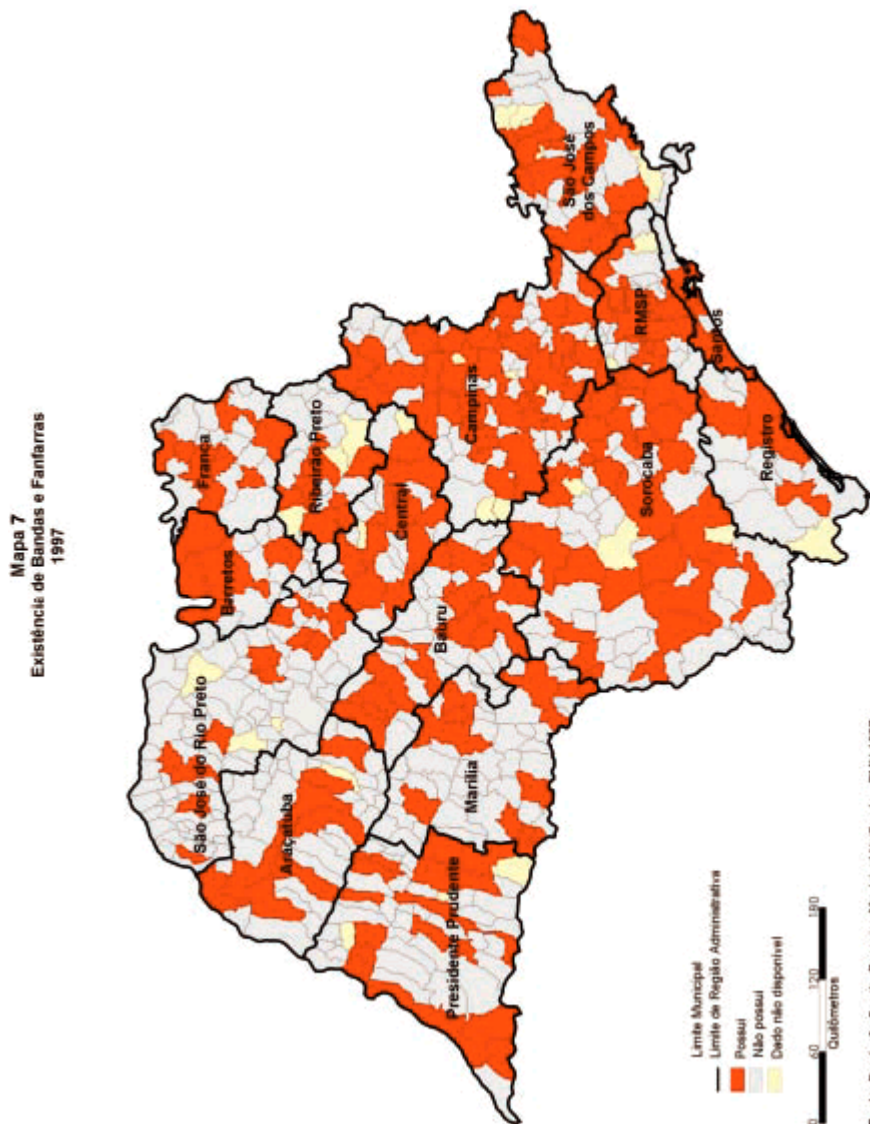 Mapa 7
Existência de Bandas e Fanfarras
1997
São José do Rio Preto
Barretos
Franca
Ribeirão Preto
Araçatuba
Central
Bauru
Campinas
São José
dos Campos
Presidente Prudente
Marília
Sorocaba
RMSP
Santos
Registro
Limite Municipal
Limite de Região Administrativa
Possui
Não possui
Dado não disponível
0 60 120 180
Quilômetros